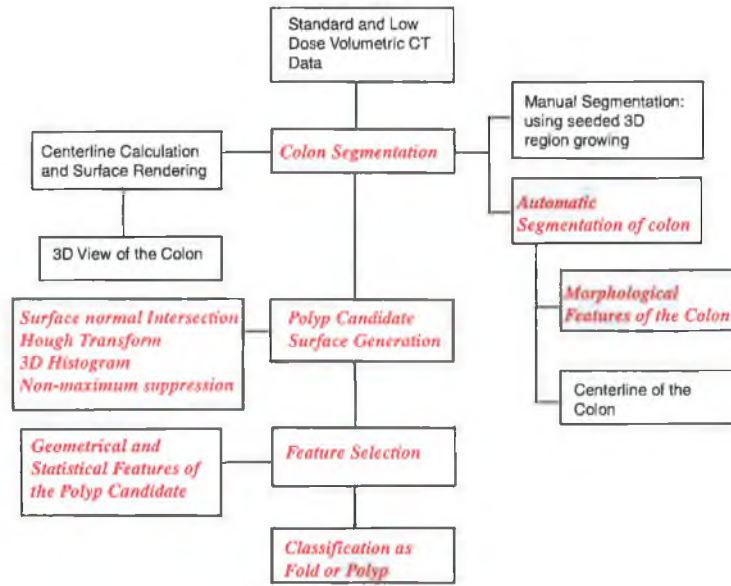 Standard and Low
Dose Volumetric CT
Data
Manual Segmentation:
using seeded 3D
region growing
Centerline Calculation
and Surface Rendering
Colon Segmentation
Automatic
Segmentation of colon
3D View of the Colon
Morphological
Features of the Colon
Surface normal Intersection
Hough Transform
3D Histogram
Non-maximum suppression
Polyp Candidate
Surface Generation
Centerline of the
Colon
Geometrical and
Statistical Features of
the Polyp Candidate
Feature Selection
Classification as
Fold or Polyp